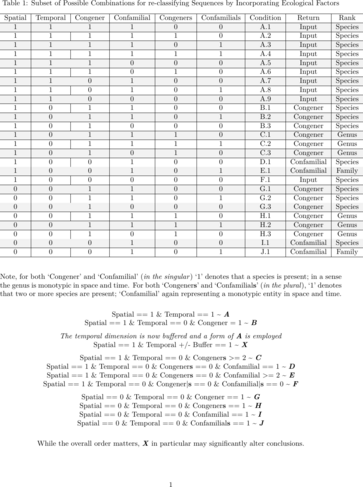 Table 1: Subset of Possible Combinations for re-classifying Sequences by Incorporating Ecological Factors
Spatial Temporal Congener Confamilial Congeners Confamilials Condition Return Rank
1 1 1 1 0 0 A.1 Input Species
1 1 1 1 1 0 A.2 Input Species
1 1 1 1 0 1 A.3 Input Species
1 1 1 1 1 1 A.4 Input Species
1 1 1 0 0 0 A.5 Input Species
1 1 1 0 1 0 A.6 Input Species
1 1 0 1 0 0 A.7 Input Species
1 1 0 1 0 1 A.8 Input Species
1 1 0 0 0 0 A.9 Input Species
1 0 1 1 0 0 B.1 Congener Species
1 0 1 1 0 1 B.2 Congener Species
1 0 1 0 0 0 B.3 Congener Species
1 0 1 1 1 0 C.1 Congener Genus
1 0 1 1 1 1 C.2 Congener Genus
1 0 1 0 1 0 C.3 Congener Genus
1 0 0 1 0 0 D.1 Confamilial Species
1 0 0 1 0 1 E.1 Confamilial Family
1 0 0 0 0 0 F.1 Input Species
0 0 1 1 0 0 G.1 Congener Species
0 0 1 1 0 1 G.2 Congener Species
0 0 1 0 0 0 G.3 Congener Species
0 0 1 1 1 0 H.1 Congener Genus
0 0 1 1 1 1 H.2 Congener Genus
0 0 1 0 1 0 H.3 Congener Genus
0 0 0 1 0 0 I.1 Confamilial Species
0 0 0 1 0 1 J.1 Confamilial Family
Note, for both 'Congener' and 'Confamilial' (in the singular) '1' denotes that a species is present; in a sense
the genus is monotypic in space and time. For both 'Congeners' and 'Confamilials' (in the plural), '1' denotes
that two or more species are present; 'Confamilial' again representing a monotypic entity in space and time.
Spatial == 1 & Temporal == 1 ~ A
Spatial == 1 & Temporal == 0 & Congener = 1 ~ B
The temporal dimension is now buffered and a form of A is employed
Spatial == 1 & Temporal +/- Buffer == 1 ~ X
Spatial == 1 & Temporal == 0 & Congeners >= 2 ~ C
Spatial == 1 & Temporal == 0 & Congeners == 0 & Confamilial == 1 ~ D
Spatial == 1 & Temporal == 0 & Congeners == 0 & Confamilial >= 2 ~ E
Spatial == 1 & Temporal == 0 & Congener|s == 0 & Confamilial|s == 0 ~ F
Spatial == 0 & Temporal == 0 & Congener == 1 ~ G
Spatial == 0 & Temporal == 0 & Congeners == 1 ~ H
Spatial == 0 & Temporal == 0 & Confamilial == 1 ~ I
Spatial == 0 & Temporal == 0 & Confamilials == 1 ~ J
While the overall order matters, X in particular may significantly alter conclusions.
1